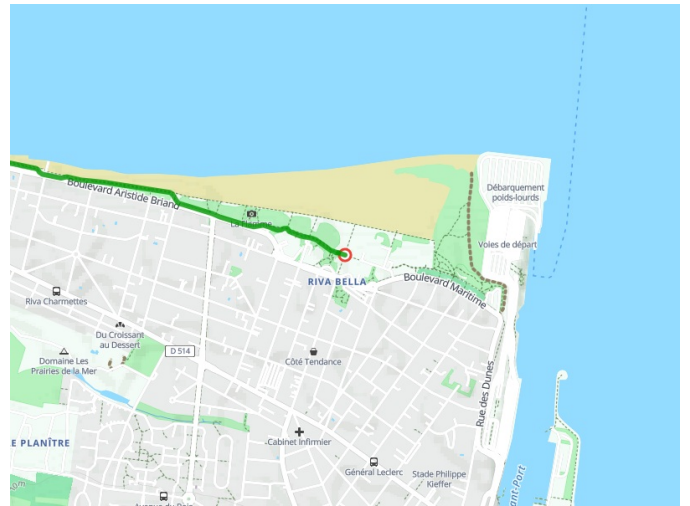 Débarquement
poids-lourds
Boulevard Aristide Briand
Voies de départ
RIVA BELLA
Boulevard Maritime
Riva Charmettes
Du Croissant
au Dessert
D 514
Côté Tendance
Domaine Les
Prairies de la Mer
Rue des Dunes
E PLANÎTRE
Cabinet Infirmier
Général Leclerc
Stade Philippe
Kieffer
ant-Port